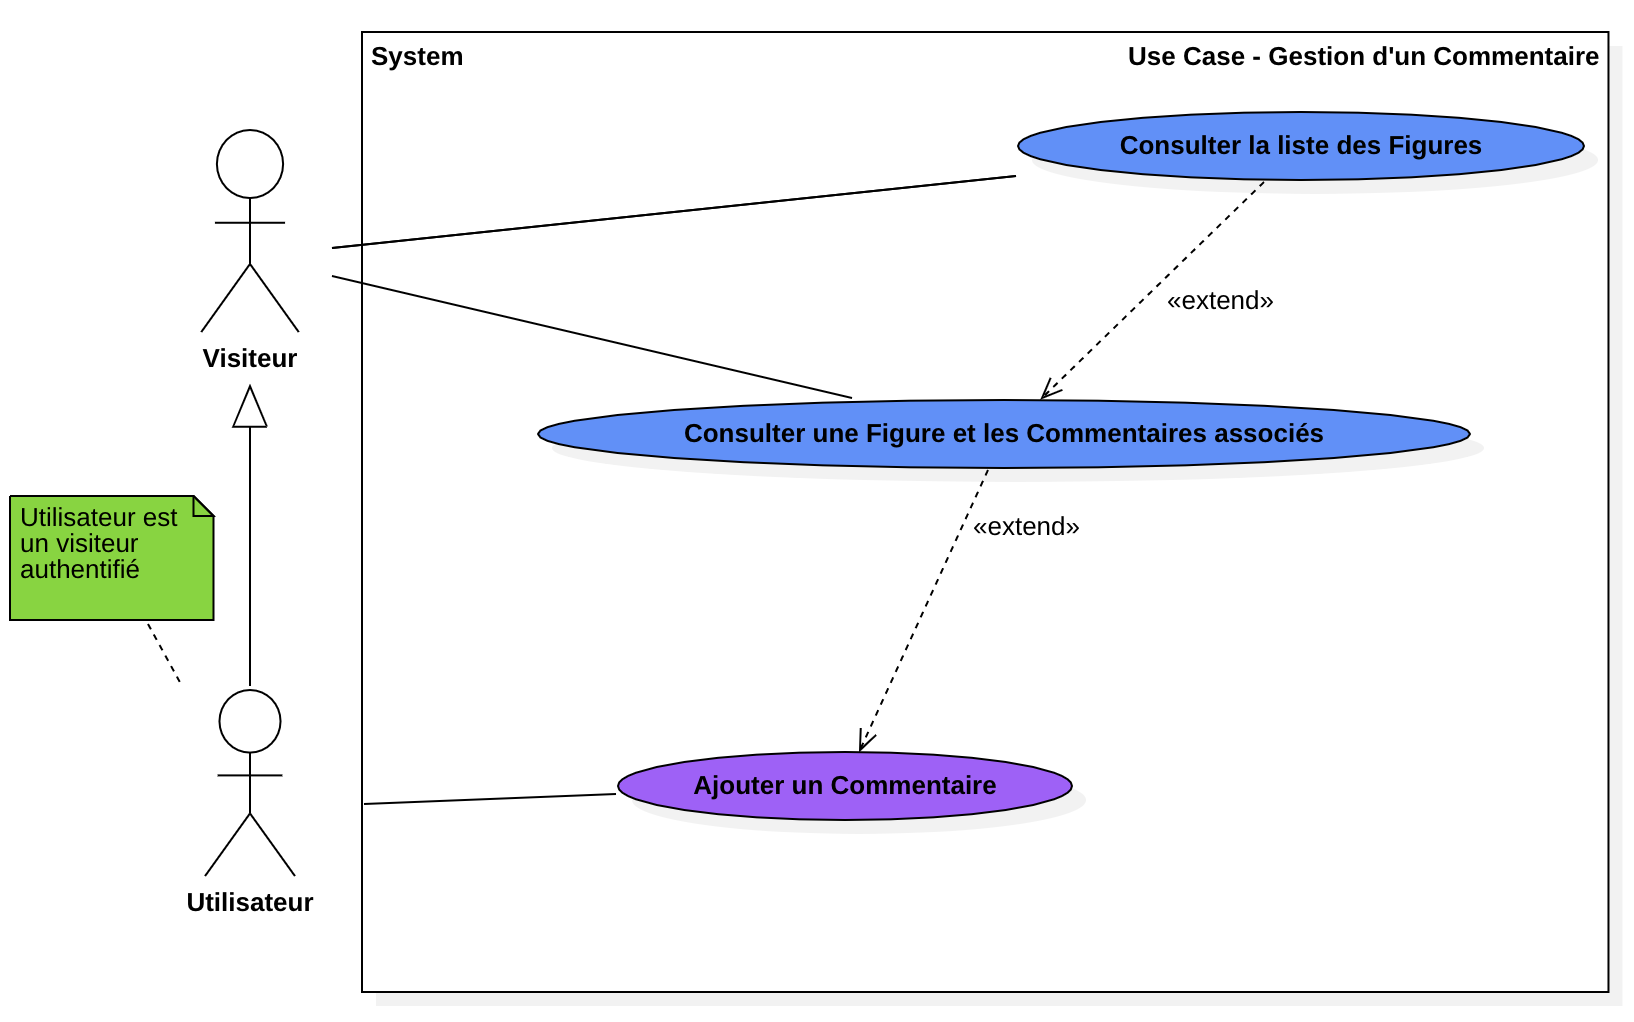 System
Use Case - Gestion d'un Commentaire
Consulter la liste des Figures
«extend»
Visiteur
Consulter une Figure et les Commentaires associés
«extend»
Utilisateur est
un visiteur
authentifié
Ajouter un Commentaire
Utilisateur